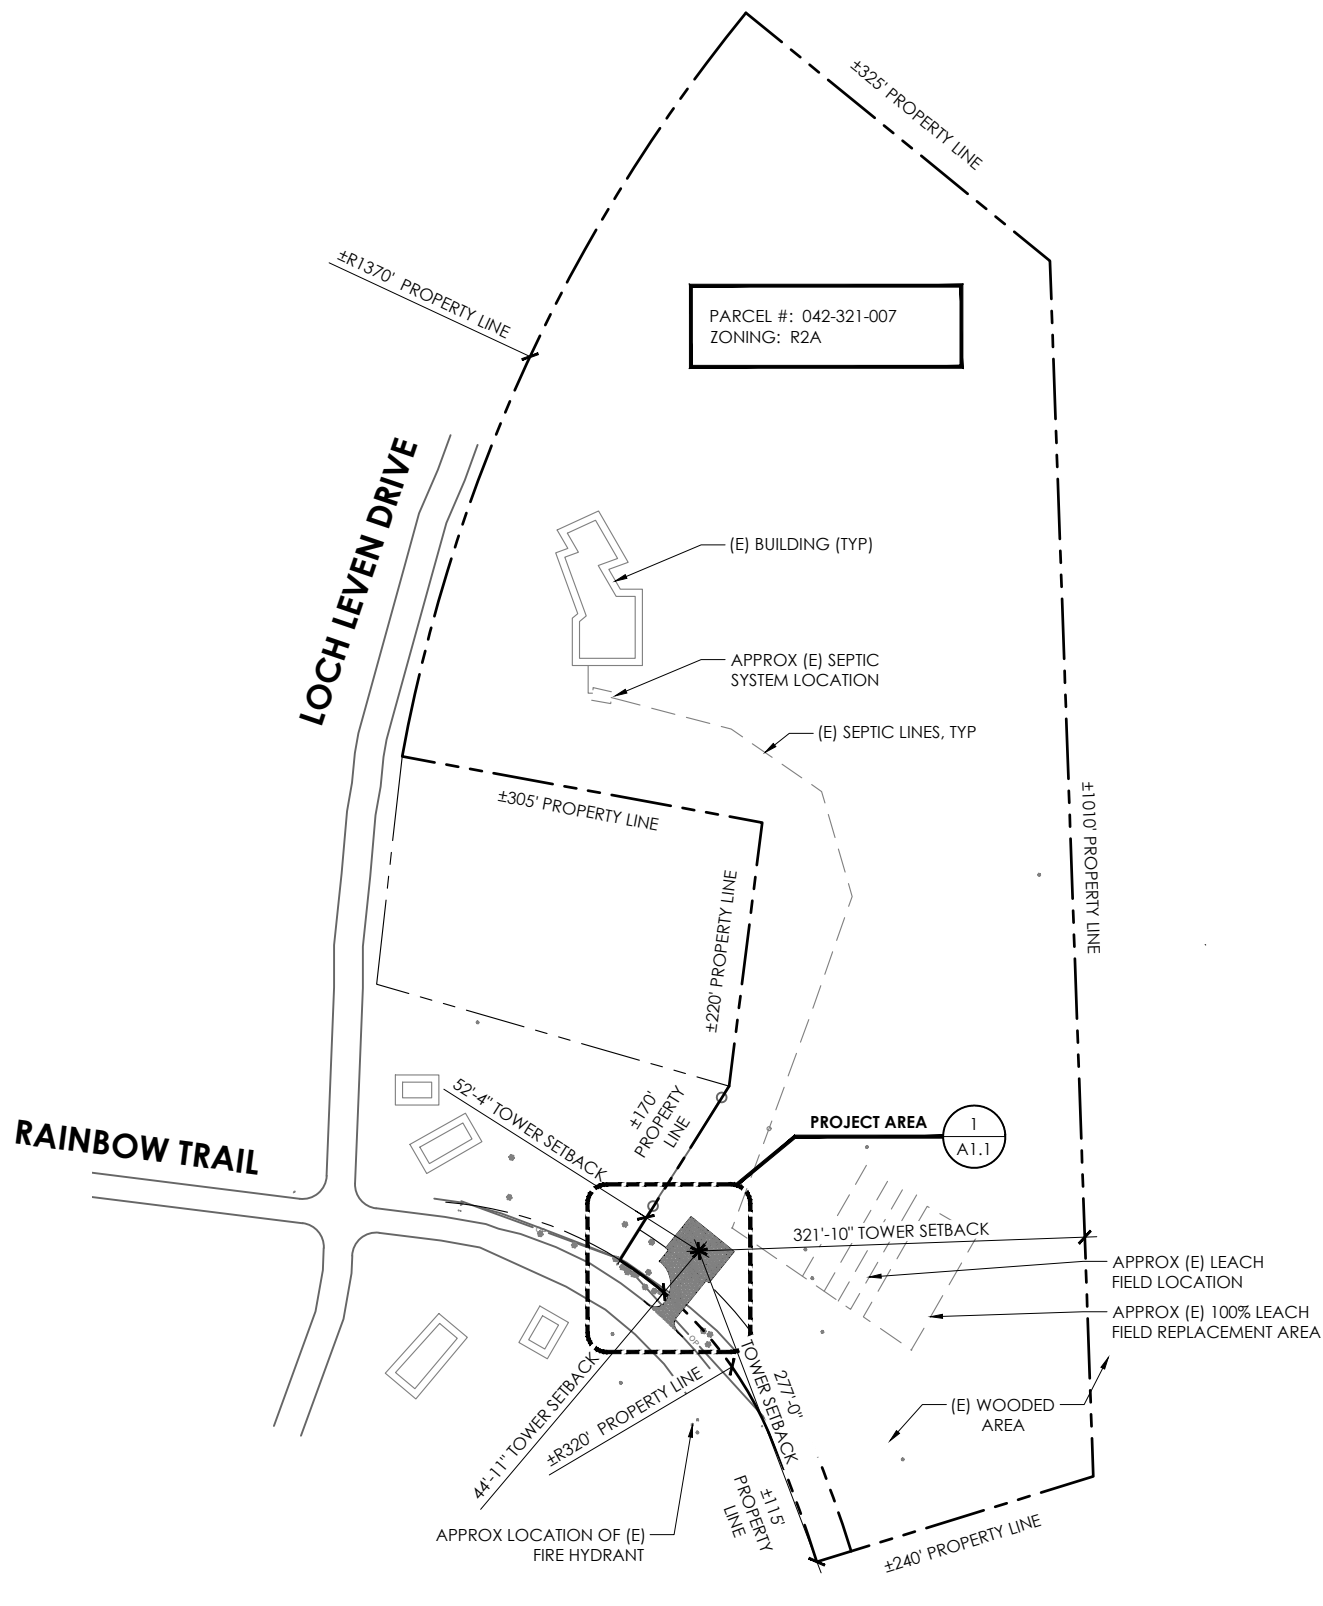 ±325' PROPERTY LINE
±R1370' PROPERTY LINE
PARCEL #: 042-321-007
ZONING: R2A
LOCH LEVEN DRIVE
(E) BUILDING (TYP)
APPROX (E) SEPTIC
SYSTEM LOCATION
(E) SEPTIC LINES, TYP
±305' PROPERTY LINE
±1010' PROPERTY LINE
±220' PROPERTY LINE
52'-4" TOWER SETBACK
±170'
PROPERTY
LINE
RAINBOW TRAIL
PROJECT AREA
1
A1.1
321'-10" TOWER SETBACK
APPROX (E) LEACH
FIELD LOCATION
APPROX (E) 100% LEACH
FIELD REPLACEMENT AREA
277'-0"
TOWER SETBACK
44'-11" TOWER SETBACK
±R320' PROPERTY LINE
(E) WOODED
AREA
±115'
PROPERTY
LINE
APPROX LOCATION OF (E)
FIRE HYDRANT
±240' PROPERTY LINE